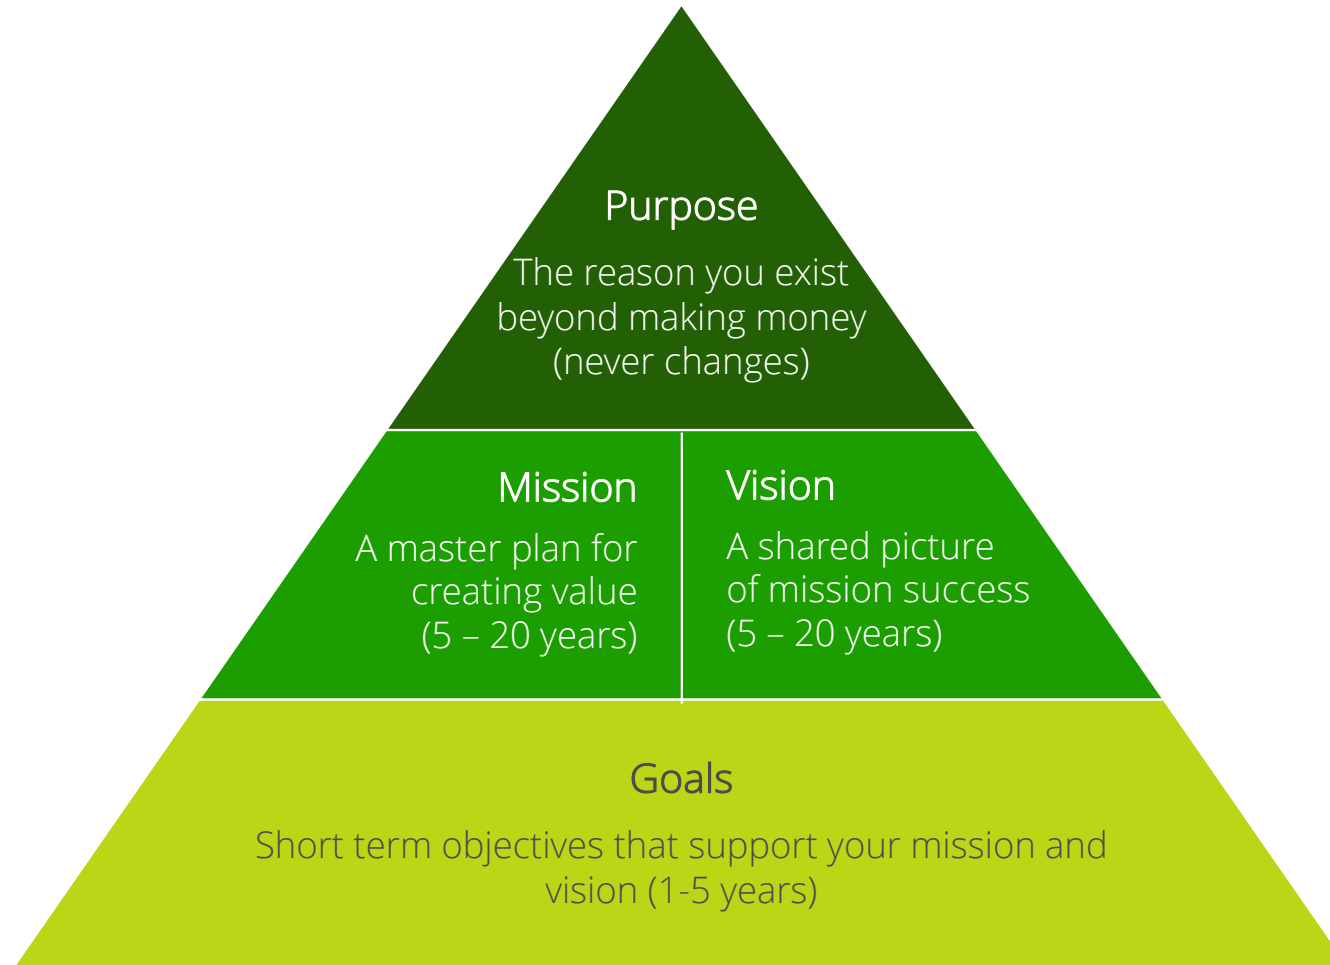 Purpose
The reason you exist
beyond making money
(never changes)
Mission
A master plan for
creating value
(5 – 20 years)
Vision
A shared picture
of mission success
(5 – 20 years)
Goals
Short term objectives that support your mission and
vision (1-5 years)